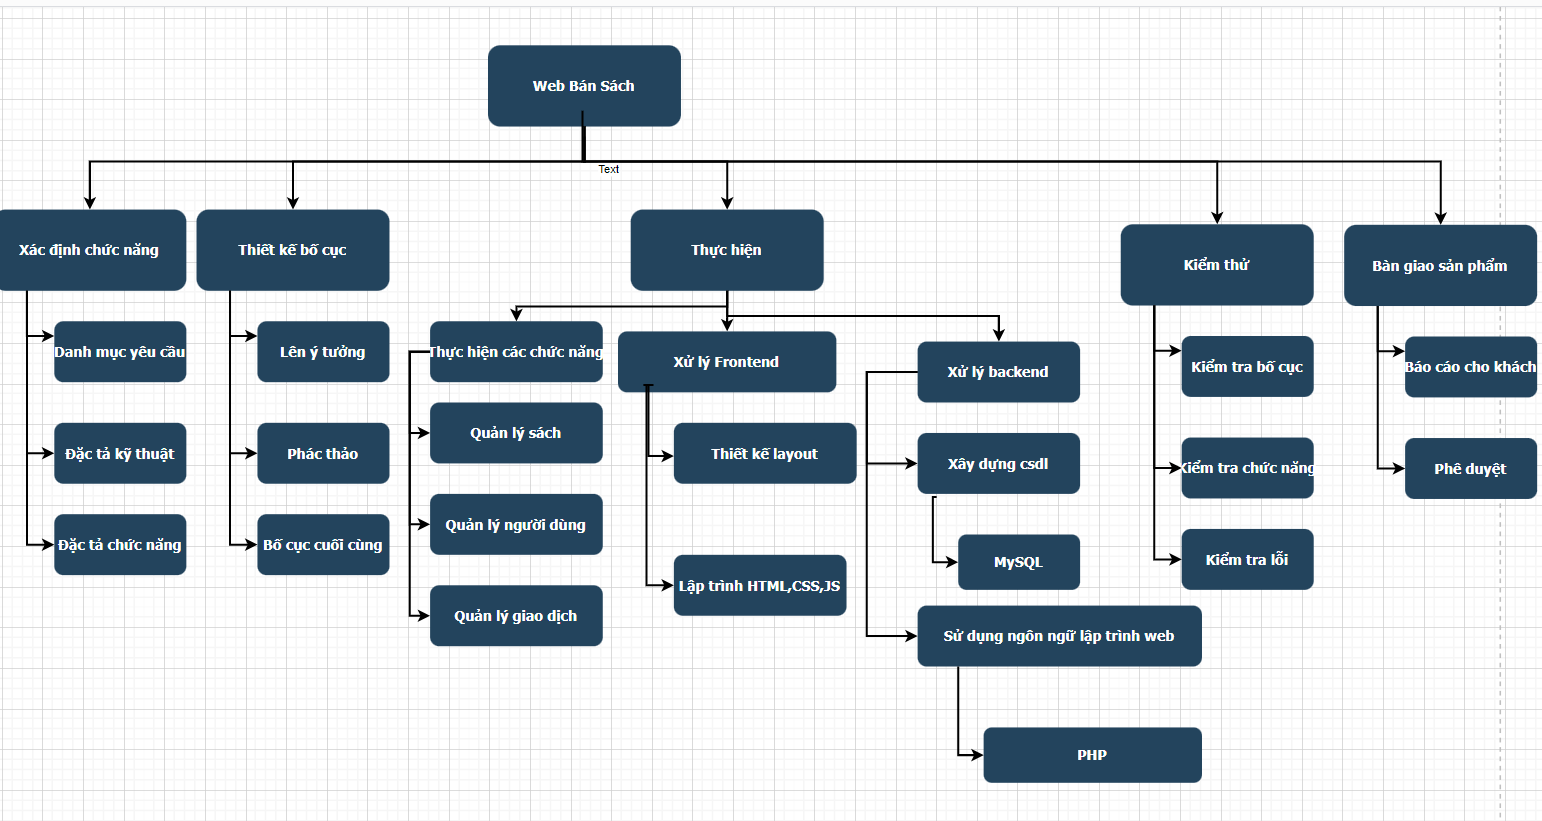 Web Bán Sách
Text
Xác định chức năng
Thiết kế bố cục
Thực hiện
Kiểm thử
Bàn giao sản phẩm
Danh mục yêu cầu
Lên ý tưởng
Thực hiện các chức năng
Xử lý Frontend
Xử lý backend
Kiểm tra bố cục
Báo cáo cho khách
Quản lý sách
Đặc tả kỹ thuật
Phác thảo
Thiết kế layout
Xây dựng csdl
Kiểm tra chức năng
Phê duyệt
Quản lý người dùng
Đặc tả chức năng
Bố cục cuối cùng
MySQL
Kiểm tra lỗi
Lập trình HTML,CSS,JS
Quản lý giao dịch
Sử dụng ngôn ngữ lập trình web
PHP